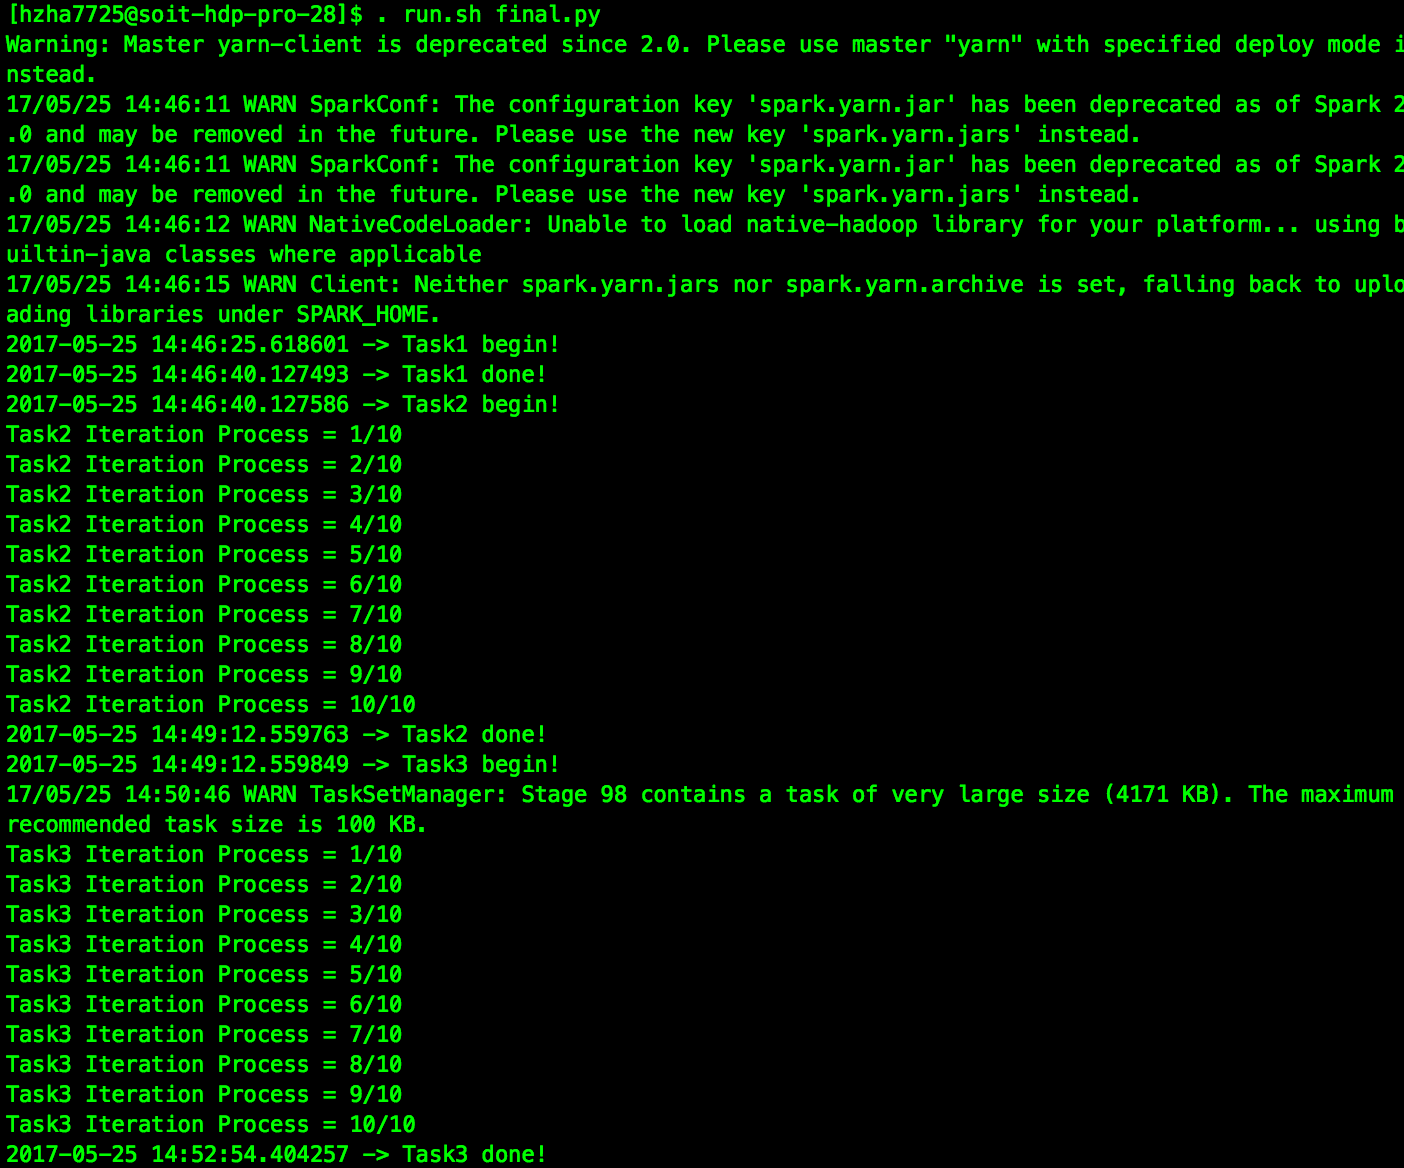 [hzha7725@soit-hdp-pro-28]$ . run.sh final.py
Warning: Master yarn-client is deprecated since 2.0. Please use master "yarn" with specified deploy mode i
nstead.
17/05/25 14:46:11 WARN SparkConf: The configuration key 'spark.yarn.jar' has been deprecated as of Spark 2
.0 and may be removed in the future. Please use the new key 'spark.yarn.jars' instead.
17/05/25 14:46:11 WARN SparkConf: The configuration key 'spark.yarn.jar' has been deprecated as of Spark 2
.0 and may be removed in the future. Please use the new key 'spark.yarn.jars' instead.
17/05/25 14:46:12 WARN NativeCodeLoader: Unable to load native-hadoop library for your platform... using b
uiltin-java classes where applicable
17/05/25 14:46:15 WARN Client: Neither spark.yarn.jars nor spark.yarn.archive is set, falling back to uplo
ading libraries under SPARK_HOME.
2017-05-25 14:46:25.618601 -> Task1 begin!
2017-05-25 14:46:40.127493 -> Task1 done!
2017-05-25 14:46:40.127586 -> Task2 begin!
Task2 Iteration Process = 1/10
Task2 Iteration Process = 2/10
Task2 Iteration Process = 3/10
Task2 Iteration Process = 4/10
Task2 Iteration Process = 5/10
Task2 Iteration Process = 6/10
Task2 Iteration Process = 7/10
Task2 Iteration Process = 8/10
Task2 Iteration Process = 9/10
Task2 Iteration Process = 10/10
2017-05-25 14:49:12.559763 -> Task2 done!
2017-05-25 14:49:12.559849 -> Task3 begin!
17/05/25 14:50:46 WARN TaskSetManager: Stage 98 contains a task of very large size (4171 KB). The maximum
recommended task size is 100 KB.
Task3 Iteration Process = 1/10
Task3 Iteration Process = 2/10
Task3 Iteration Process = 3/10
Task3 Iteration Process = 4/10
Task3 Iteration Process = 5/10
Task3 Iteration Process = 6/10
Task3 Iteration Process = 7/10
Task3 Iteration Process = 8/10
Task3 Iteration Process = 9/10
Task3 Iteration Process = 10/10
2017-05-25 14:52:54.404257 -> Task3 done!